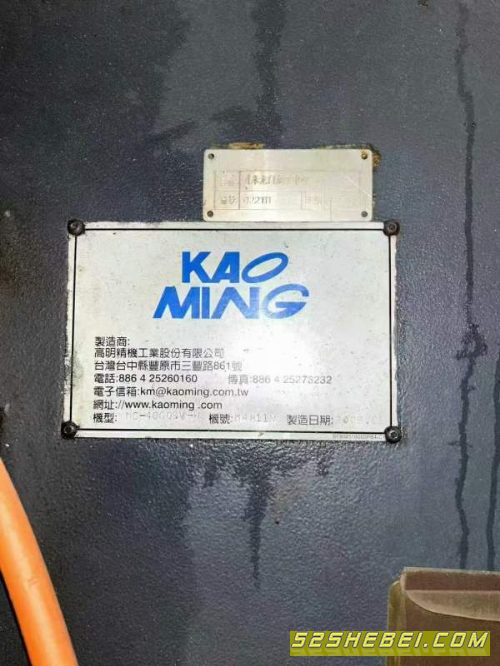 KAO
MING
製造商:
高明精機工業股份有限公司
台灣台中縣豐原市三豐路861號
電話:886 4 25260160 傳真:886 4 25273232
電子信箱:km@kaoming.com.tw
網址://www.kaoming .com
機型: 機號: 製造日期:
52SHEBEI.COM